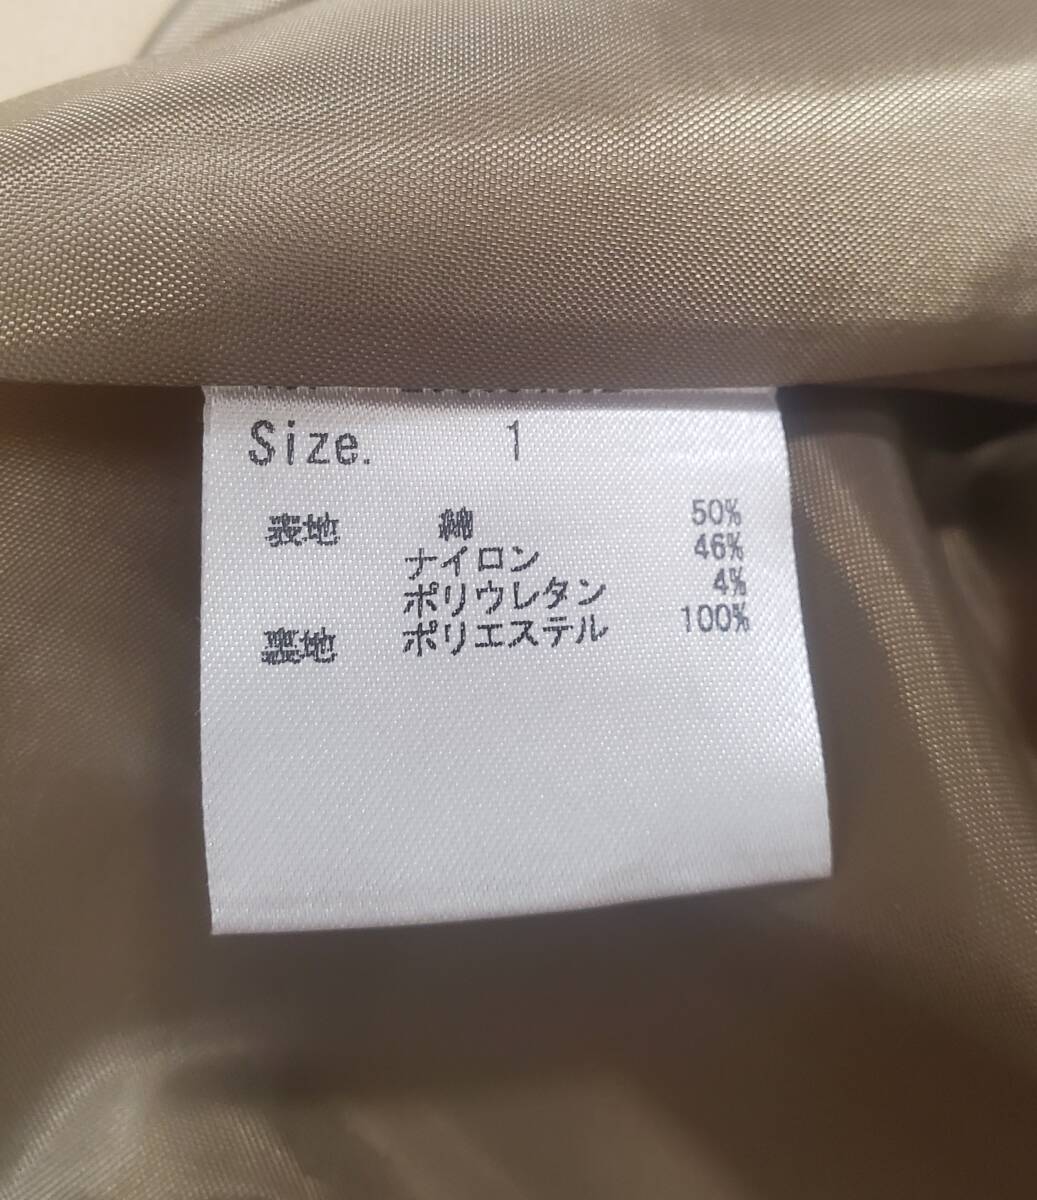 Size. 1
表地 綿 50%
ナイロン 46%
ポリウレタン 4%
裏地 ポリエステル 100%